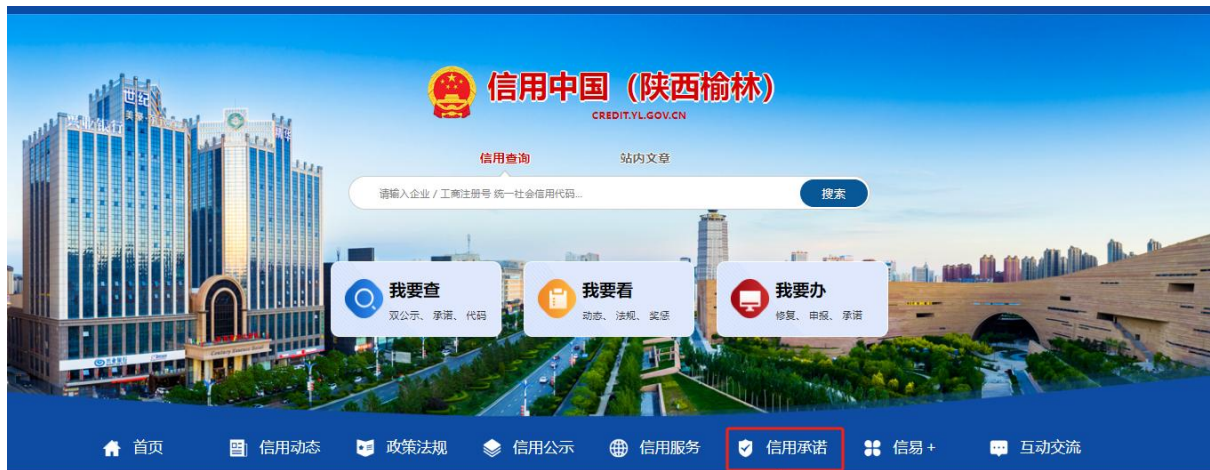 信用中国（陕西榆林）
CREDIT.YL.GOV.CN
信用查询 站内文章
请输入企业 / 工商注册号 统一社会信用代码... 搜索
我要查
双公示、 承诺、 代码
我要看
动态、 法规、 奖惩
我要办
修复、 申报、 承诺
首页 信用动态 政策法规 信用公示 信用服务 信用承诺 信易+ 互动交流
世纪